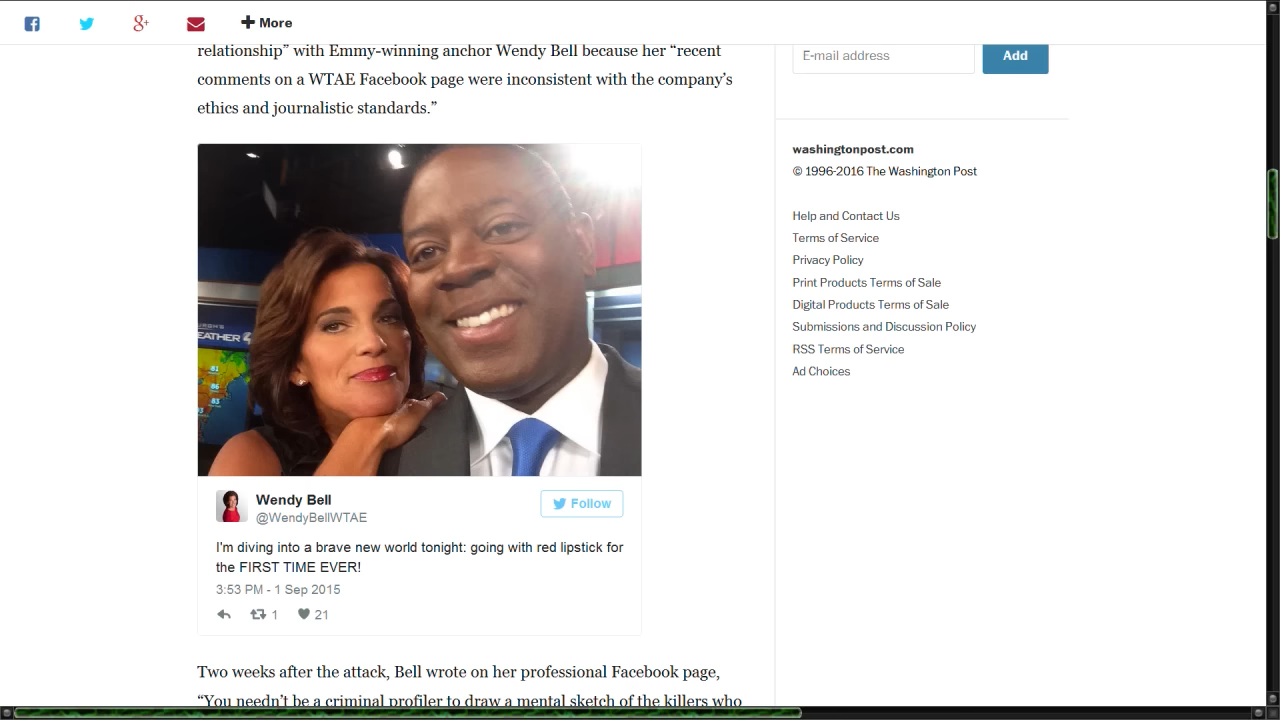 More
relationship” with Emmy-winning anchor Wendy Bell because her “recent
comments on a WTAE Facebook page were inconsistent with the company’s
ethics and journalistic standards.”
E-mail address
Add
washingtonpost.com
© 1996-2016 The Washington Post
Help and Contact Us
Terms of Service
Privacy Policy
Print Products Terms of Sale
Digital Products Terms of Sale
Submissions and Discussion Policy
RSS Terms of Service
Ad Choices
EATHER 4
81
86
83
93
Wendy Bell
@WendyBellWTAE
Follow
I'm diving into a brave new world tonight: going with red lipstick for
the FIRST TIME EVER!
3:53 PM - 1 Sep 2015
1
21
Two weeks after the attack, Bell wrote on her professional Facebook page,
“You needn’t be a criminal profiler to draw a mental sketch of the killers who